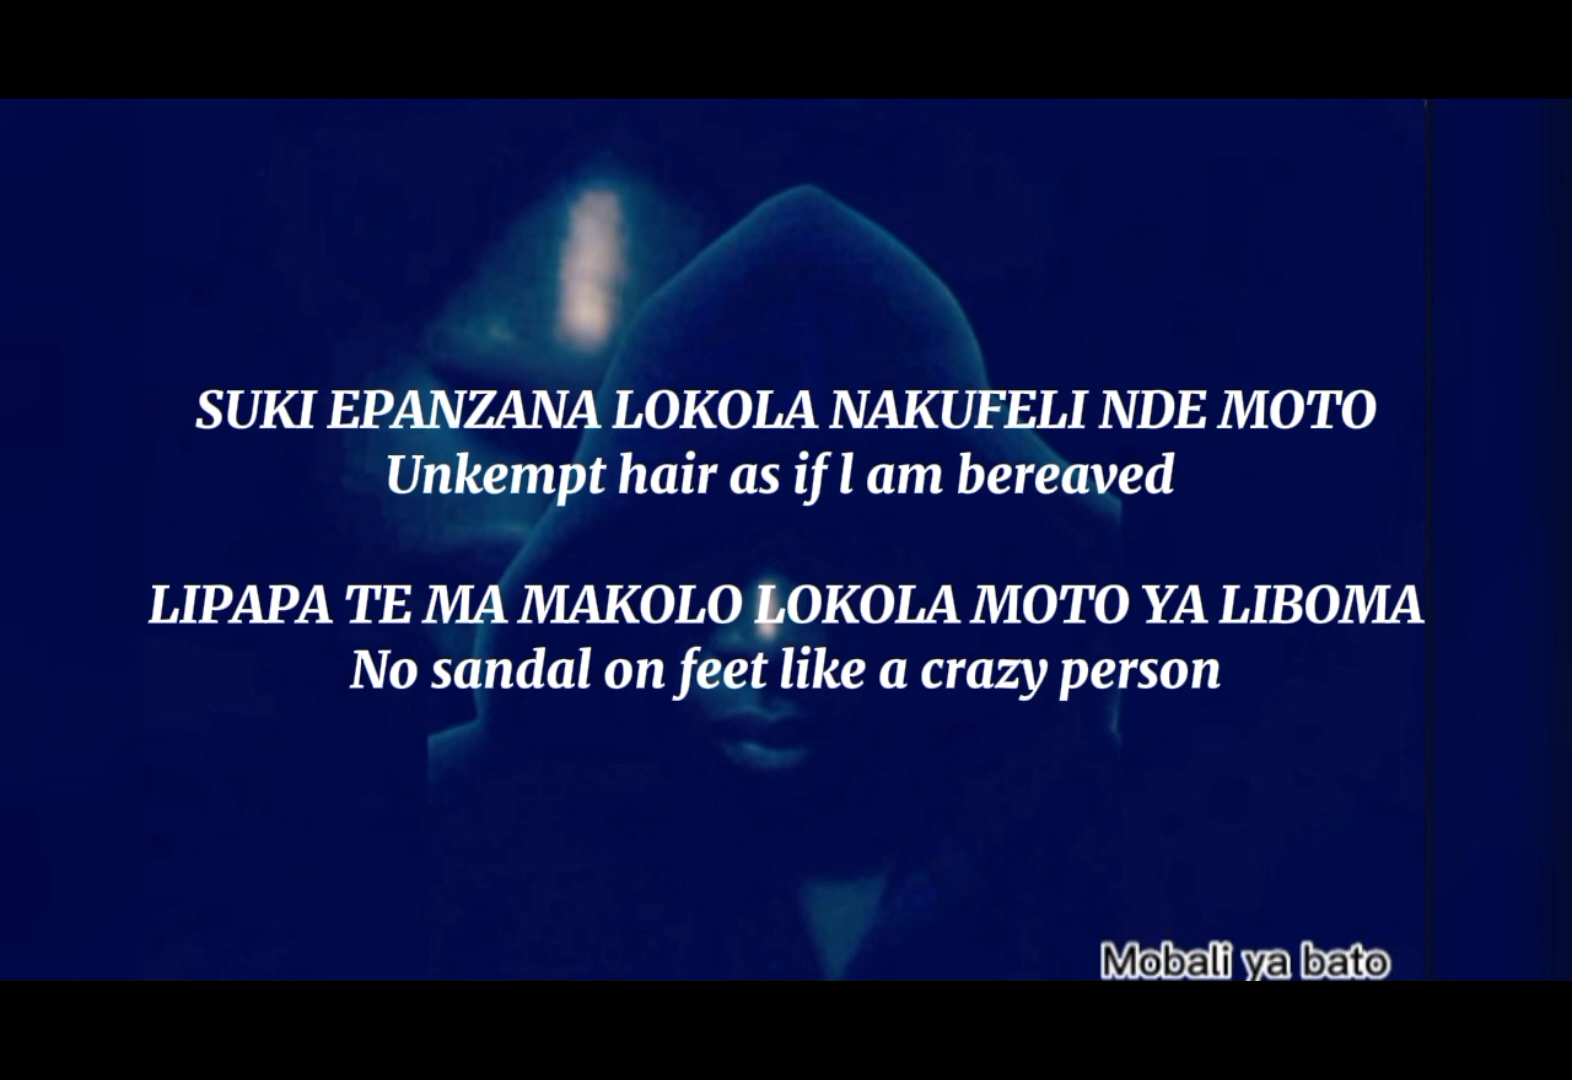 SUKI EPANZANA LOKOLA NAKUFELI NDE MOTO
Unkempt hair as if l am bereaved
LIPAPA TE MA MAKOLO LOKOLA MOTO YA LIBOMA
No sandal on feet like a crazy person
Mobali ya bato